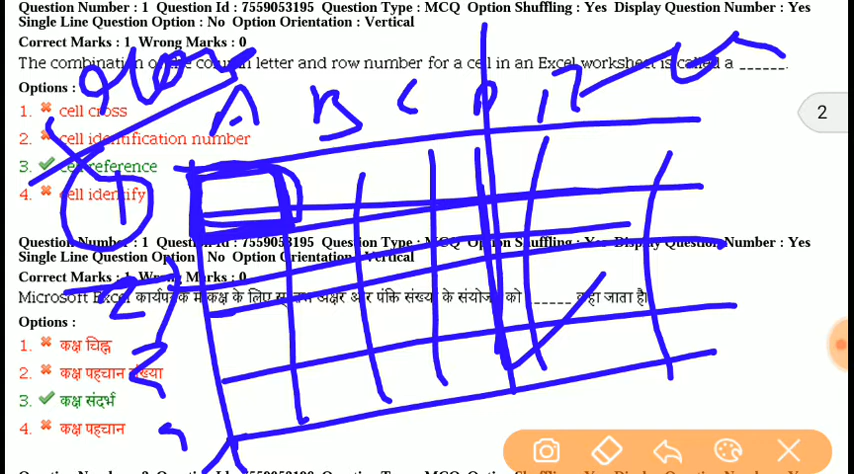 Question Number : 1 Question Id : 7559053195 Question Type : MCQ Option Shuffling : Yes Display Question Number : Yes
Single Line Question Option : No Option Orientation : Vertical
Correct Marks : 1 Wrong Marks : 0
The combination of the column letter and row number for a cell in an Excel worksheet is called a ______.
Options :
1. cell cross
2. cell identification number
3. cell reference
4. cell identify
A B C D
1
2
3
2
Question Number : 1 Question Id : 7559053195 Question Type : MCQ Option Shuffling : Yes Display Question Number : Yes
Single Line Question Option : No Option Orientation : Vertical
Correct Marks : 1 Wrong Marks : 0
Microsoft Excel कार्यपत्रक में कक्ष के लिए स्तम्भ अक्षर और पंक्ति संख्या के संयोजन को ______ कहा जाता है।
Options :
1. कक्ष चिह्न
2. कक्ष पहचान संख्या
3. कक्ष संदर्भ
4. कक्ष पहचान